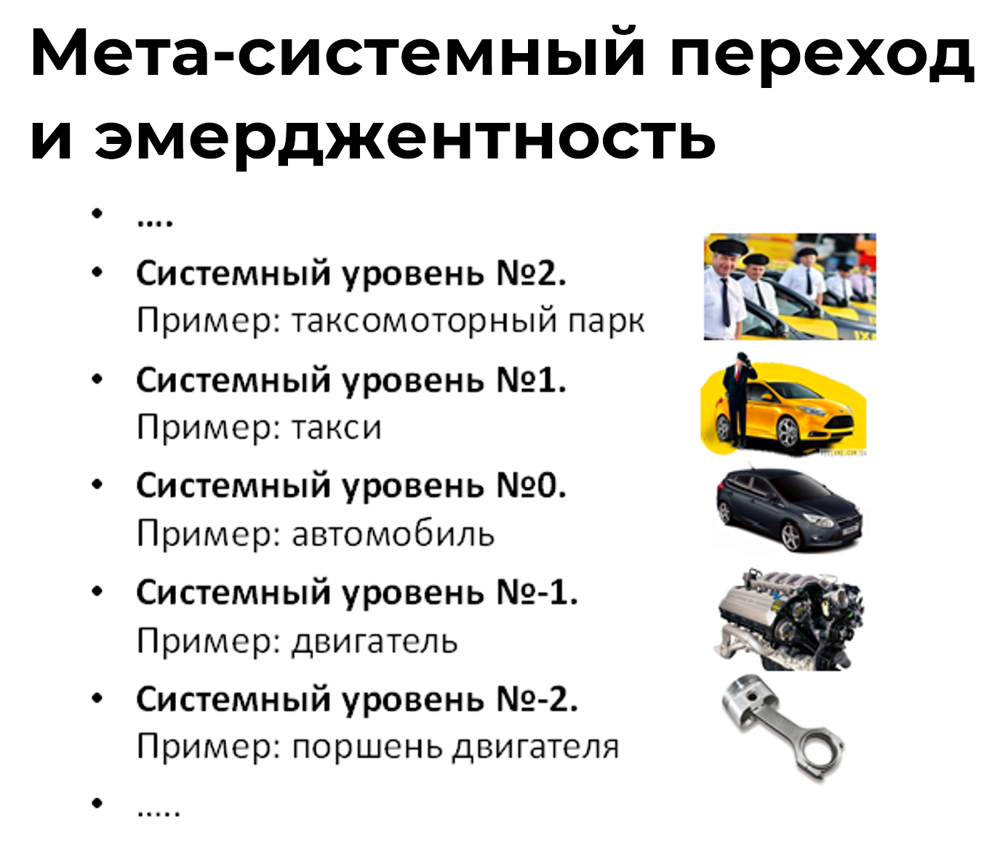 Мета-системный переход
и эмерджентность
• ....
• Системный уровень №2.
Пример: таксомоторный парк
• Системный уровень №1.
Пример: такси
• Системный уровень №0.
Пример: автомобиль
• Системный уровень №-1.
Пример: двигатель
• Системный уровень №-2.
Пример: поршень двигателя
• .....